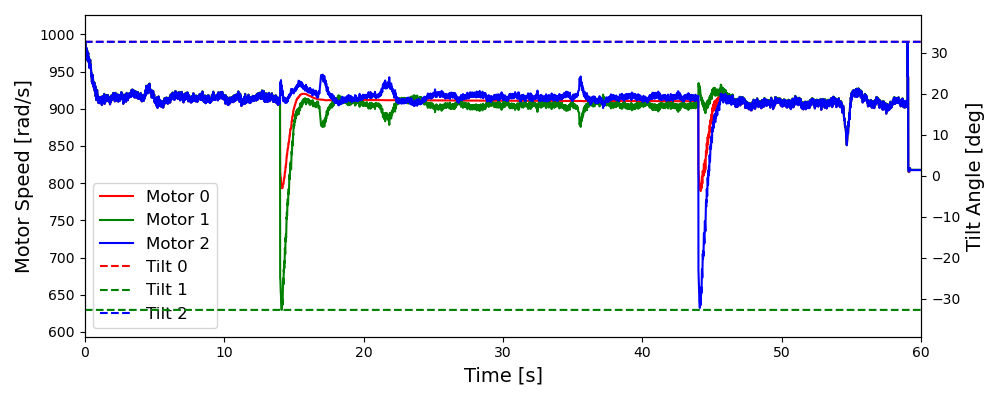 1000
950
900
850
800
750
700
650
600
Motor Speed [rad/s]
30
20
10
0
−10
−20
−30
Tilt Angle [deg]
Motor 0
Motor 1
Motor 2
Tilt 0
Tilt 1
Tilt 2
0 10 20 30 40 50 60
Time [s]